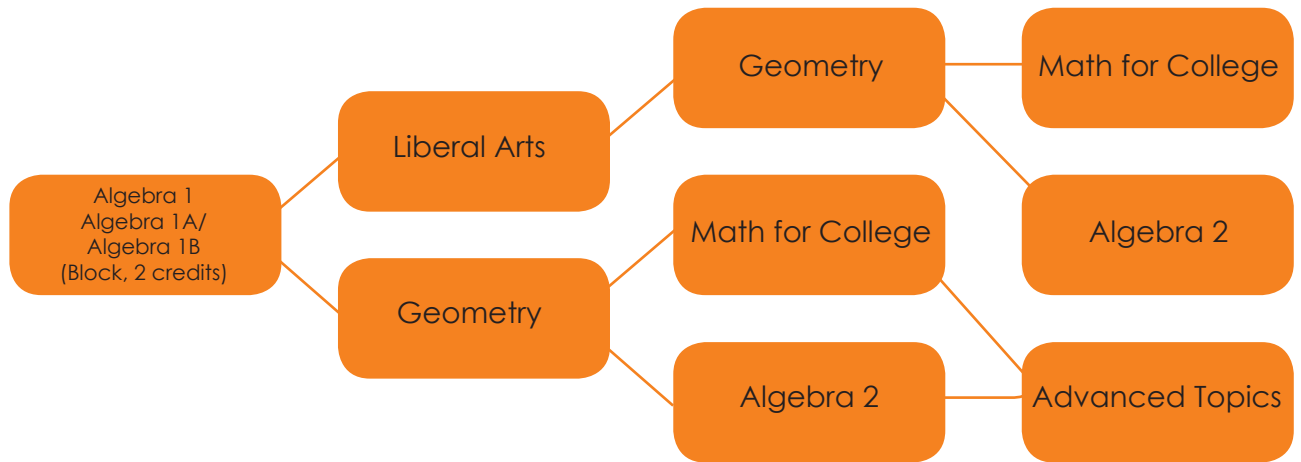 Algebra 1
Algebra 1A/
Algebra 1B
(Block, 2 credits)
Liberal Arts
Geometry
Geometry
Math for College
Algebra 2
Math for College
Algebra 2
Advanced Topics